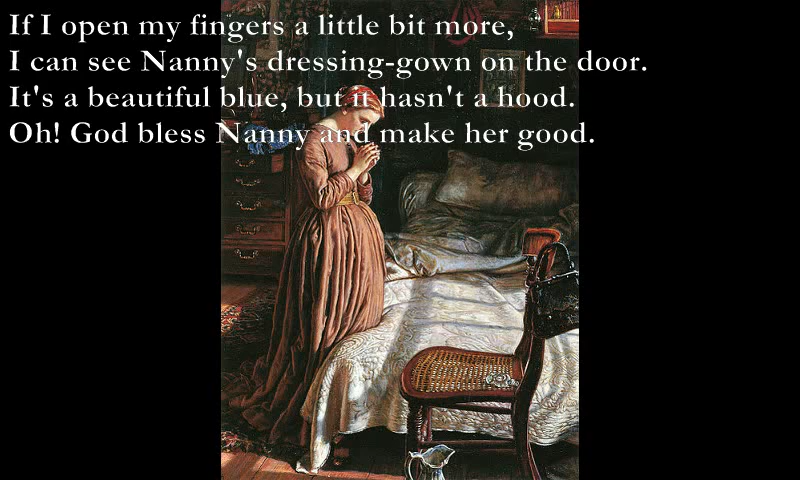 If I open my fingers a little bit more,
I can see Nanny's dressing-gown on the door.
It's a beautiful blue, but it hasn't a hood.
Oh! God bless Nanny and make her good.